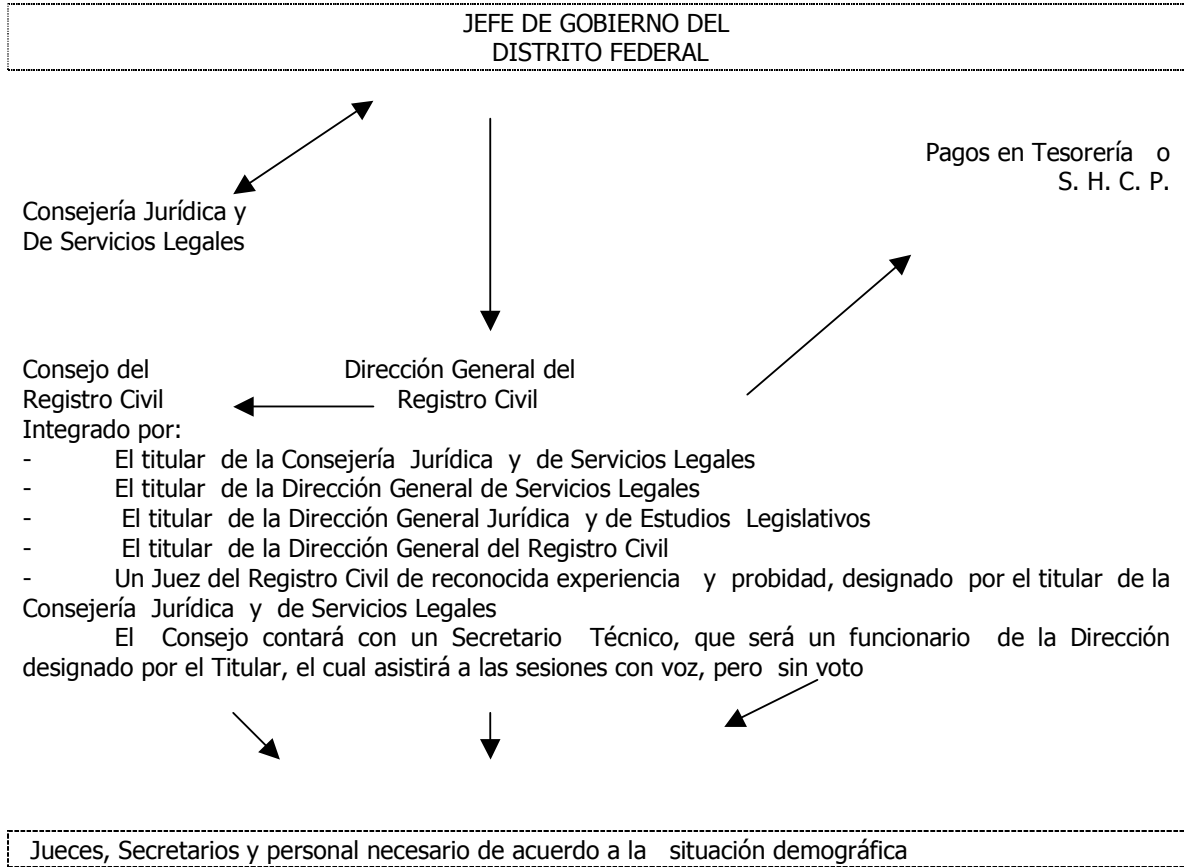 JEFE DE GOBIERNO DEL
DISTRITO FEDERAL
Pagos en Tesorería o
S. H. C. P.
Consejería Jurídica y
De Servicios Legales
Consejo del
Registro Civil
Dirección General del
Registro Civil
Integrado por:
- El titular de la Consejería Jurídica y de Servicios Legales
- El titular de la Dirección General de Servicios Legales
- El titular de la Dirección General Jurídica y de Estudios Legislativos
- El titular de la Dirección General del Registro Civil
- Un Juez del Registro Civil de reconocida experiencia y probidad, designado por el titular de la
Consejería Jurídica y de Servicios Legales
El Consejo contará con un Secretario Técnico, que será un funcionario de la Dirección
designado por el Titular, el cual asistirá a las sesiones con voz, pero sin voto
Jueces, Secretarios y personal necesario de acuerdo a la situación demográfica